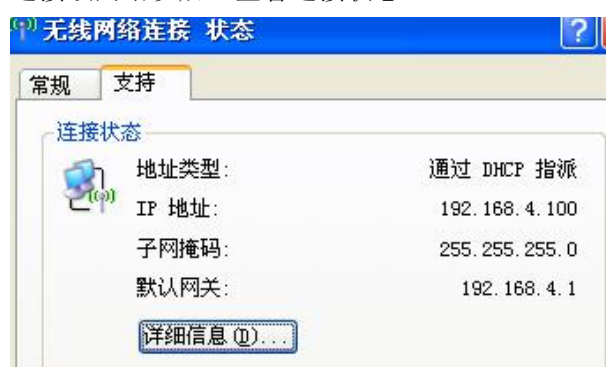 无线网络连接 状态
?
常规 支持
连接状态
地址类型: 通过 DHCP 指派
IP 地址: 192.168.4.100
子网掩码: 255.255.255.0
默认网关: 192.168.4.1
详细信息(D)...